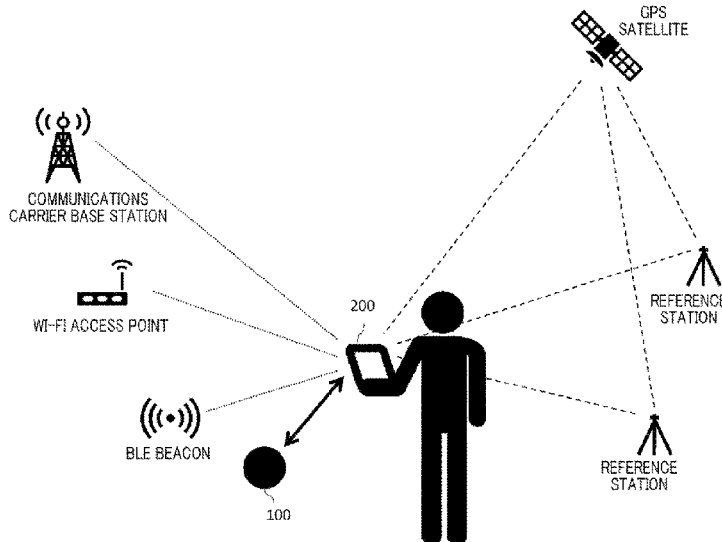 GPS
SATELLITE
COMMUNICATIONS
CARRIER BASE STATION
WI-FI ACCESS POINT
200
REFERENCE
STATION
BLE BEACON
100
REFERENCE
STATION